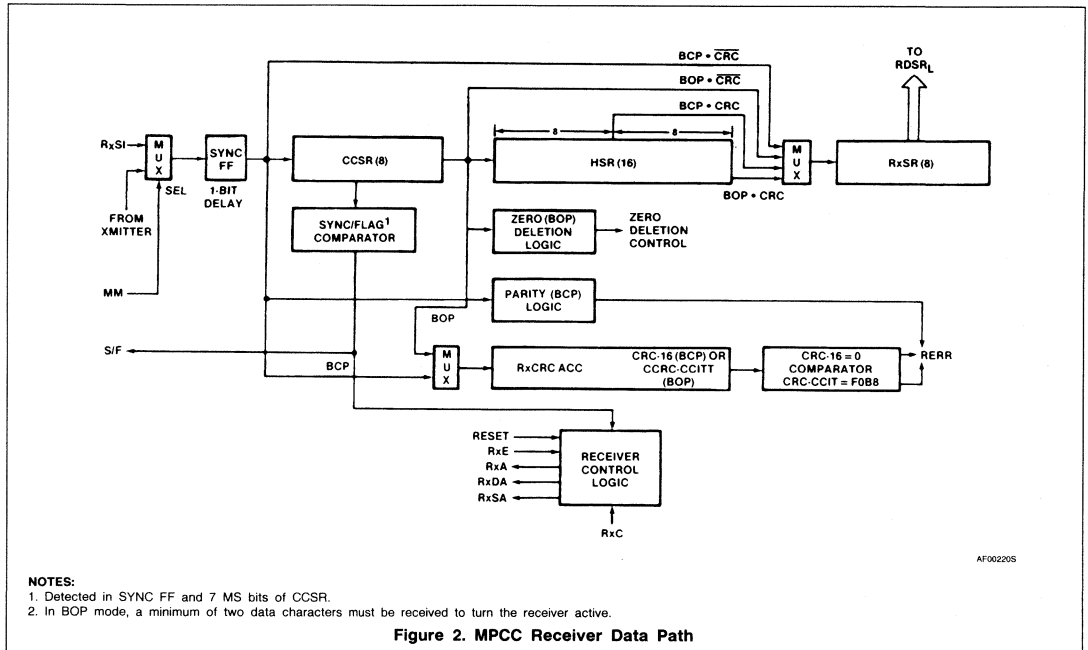 BCP • CRC
BOP • CRC
BCP • CRC
TO
RDSRL
RxSI
MUX
SYNC
FF
CCSR (8)
8
8
HSR (16)
MUX
RxSR (8)
SEL
1-BIT
DELAY
BOP • CRC
FROM
XMITTER
SYNC/FLAG1
COMPARATOR
ZERO (BOP)
DELETION
LOGIC
ZERO
DELETION
CONTROL
MM
PARITY (BCP)
LOGIC
BOP
S/F
BCP
MUX
RxCRC ACC
CRC-16 (BCP) OR
CCRC-CCITT
(BOP)
CRC-16 = 0
COMPARATOR
CRC-CCIT = F0B8
RERR
RESET
RxE
RxA
RxDA
RxSA
RECEIVER
CONTROL
LOGIC
RxC
AF00220S
NOTES:
1. Detected in SYNC FF and 7 MS bits of CCSR.
2. In BOP mode, a minimum of two data characters must be received to turn the receiver active.
Figure 2. MPCC Receiver Data Path